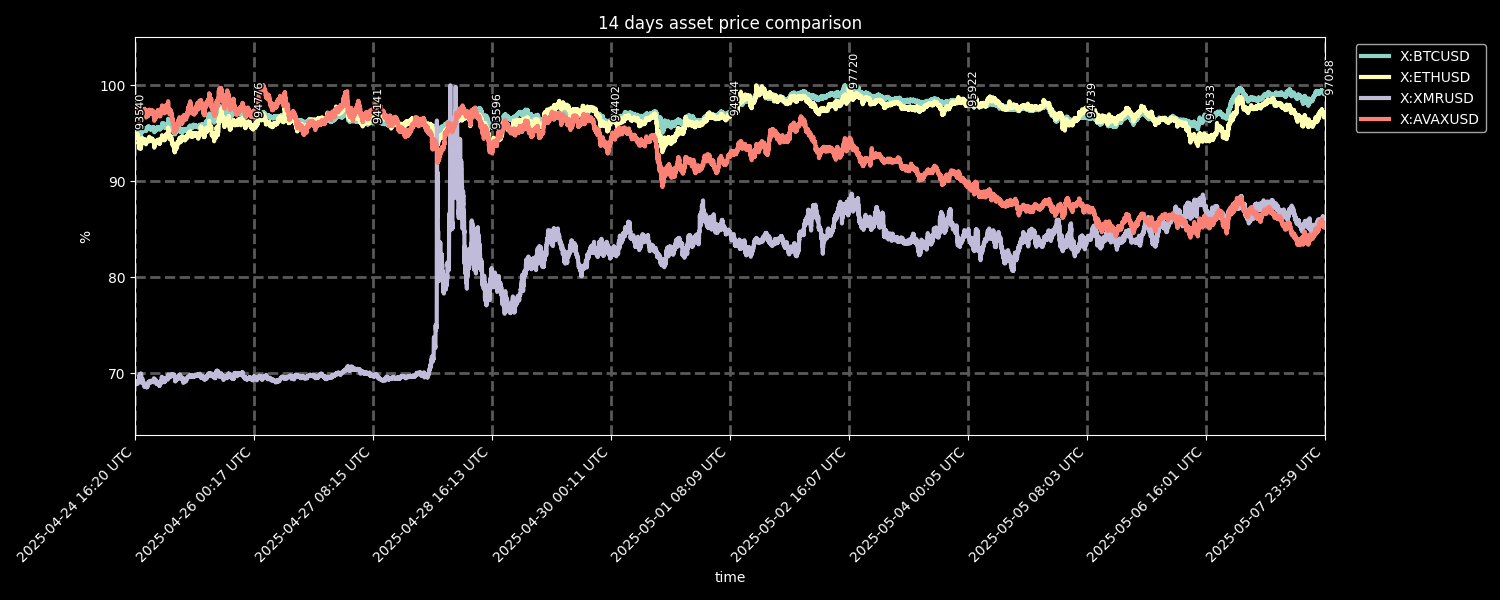 14 days asset price comparison
X:BTCUSD
X:ETHUSD
X:XMRUSD
X:AVAXUSD
100
90
80
70
%
93540
94776
94141
93596
94402
94944
97720
95922
94739
94533
97058
2025-04-24 16:20 UTC
2025-04-26 00:17 UTC
2025-04-27 08:15 UTC
2025-04-28 16:13 UTC
2025-04-30 00:11 UTC
2025-05-01 08:09 UTC
2025-05-02 16:07 UTC
2025-05-04 00:05 UTC
2025-05-05 08:03 UTC
2025-05-06 16:01 UTC
2025-05-07 23:59 UTC
time